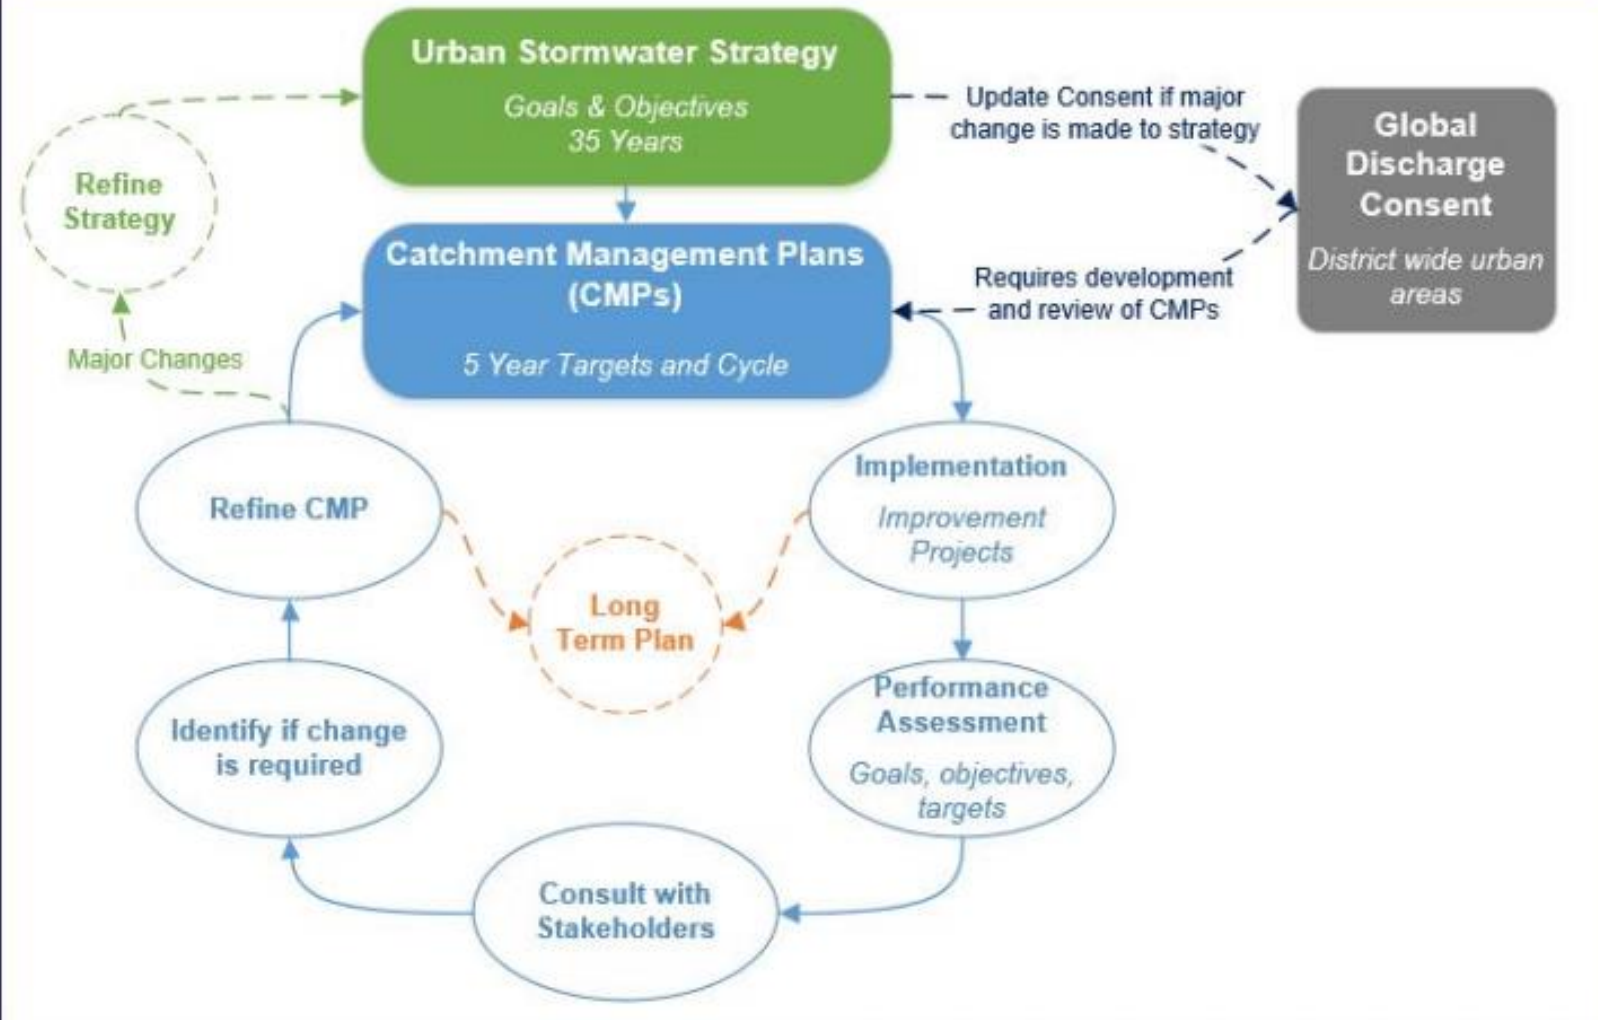 Urban Stormwater Strategy
Goals & Objectives
35 Years
Update Consent if major
change is made to strategy
Global
Discharge
Consent
District wide urban
areas
Refine
Strategy
Catchment Management Plans
(CMPs)
5 Year Targets and Cycle
Requires development
and review of CMPs
Major Changes
Refine CMP
Implementation
Improvement
Projects
Long
Term Plan
Identify if change
is required
Performance
Assessment
Goals, objectives,
targets
Consult with
Stakeholders